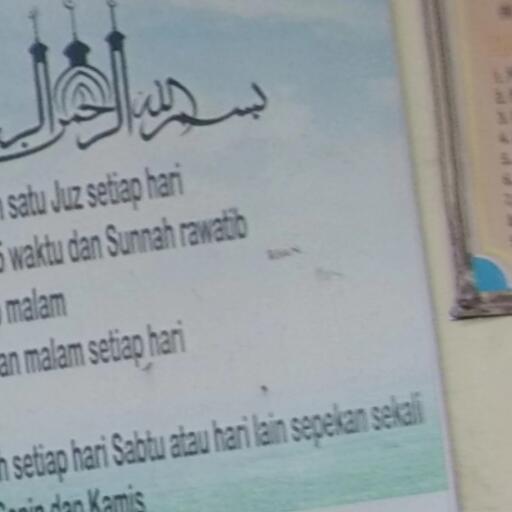 بسم الله الرحمن الر
satu Juz setiap hari
5 waktu dan Sunnah rawatib
malam
an malam setiap hari
h setiap hari Sabtu atau hari lain sepekan sekali
Senin dan Kamis